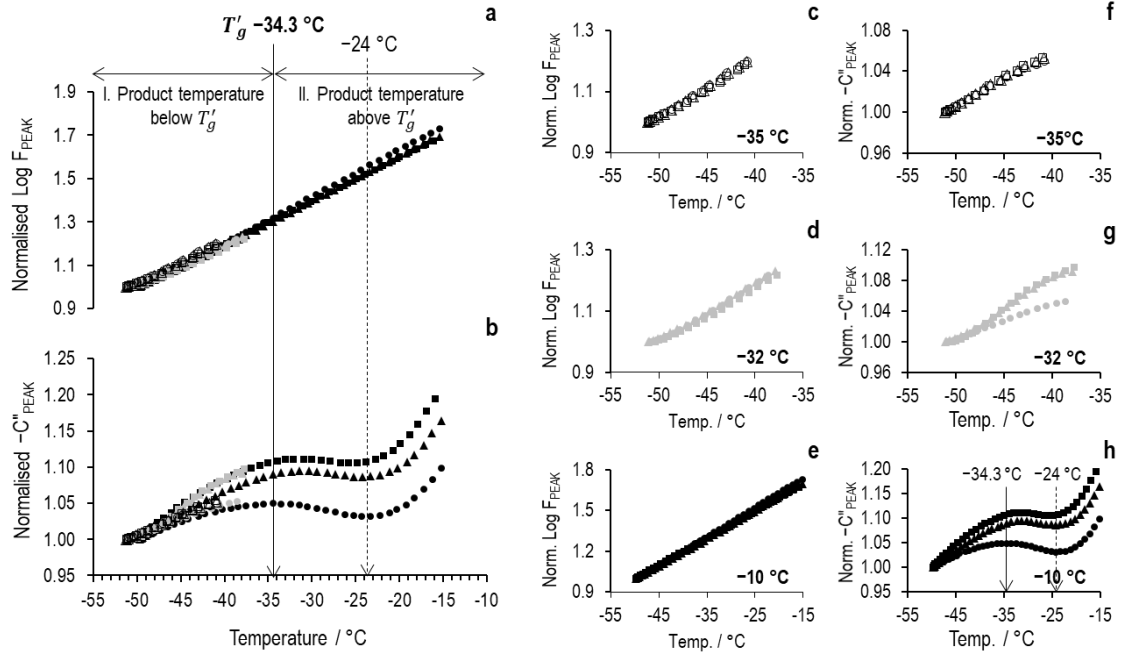 a
T′g −34.3 °C
−24 °C
I. Product temperature
below T′g
II. Product temperature
above T′g
Normalised Log FPEAK
1.9
1.7
1.5
1.3
1.1
0.9
b
Normalised −C″PEAK
1.25
1.20
1.15
1.10
1.05
1.00
0.95
-55 -50 -45 -40 -35 -30 -25 -20 -15 -10
Temperature / °C
c
Norm. Log FPEAK
1.3
1.1
0.9
−35 °C
-55 -50 -45 -40 -35
Temp. / °C
f
Norm. −C″PEAK
1.04
1.00
0.96
−35°C
-55 -50 -45 -40 -35
Temp. / °C
d
Norm. Log FPEAK
1.3
1.1
0.9
−32 °C
-55 -50 -45 -40 -35
Temp. / °C
g
Norm. −C″PEAK
1.12
1.08
1.04
1.00
0.96
−32 °C
-55 -50 -45 -40 -35
Temp. / °C
e
Norm. Log FPEAK
1.8
1.5
1.2
0.9
−10 °C
-55 -45 -35 -25 -15
Temp. / °C
h
−34.3 °C
−24 °C
Norm. −C″PEAK
1.20
1.15
1.10
1.05
1.00
0.95
−10 °C
-55 -45 -35 -25 -15
Temp. / °C